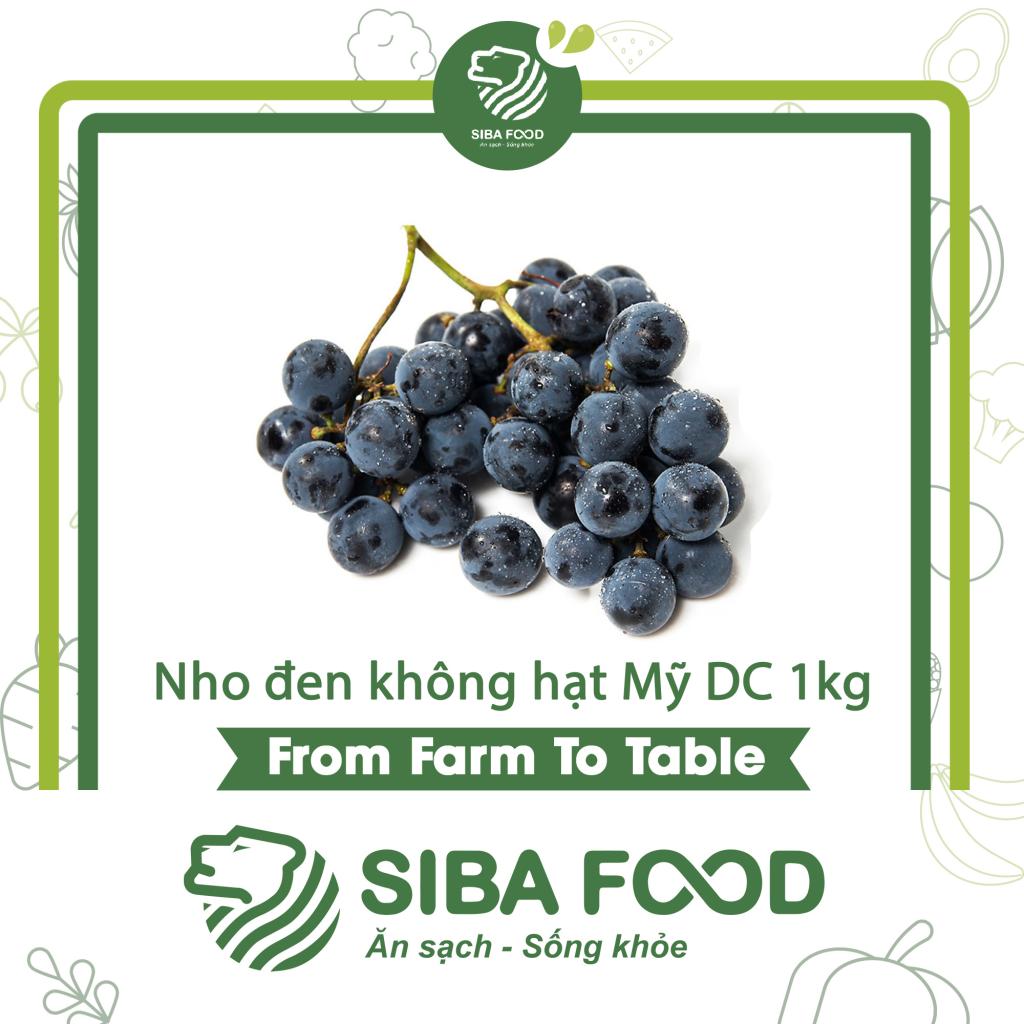 SIBA FOOD
Ăn sạch - Sống khỏe
Nho đen không hạt Mỹ DC 1kg
From Farm To Table
SIBA FOOD
Ăn sạch - Sống khỏe